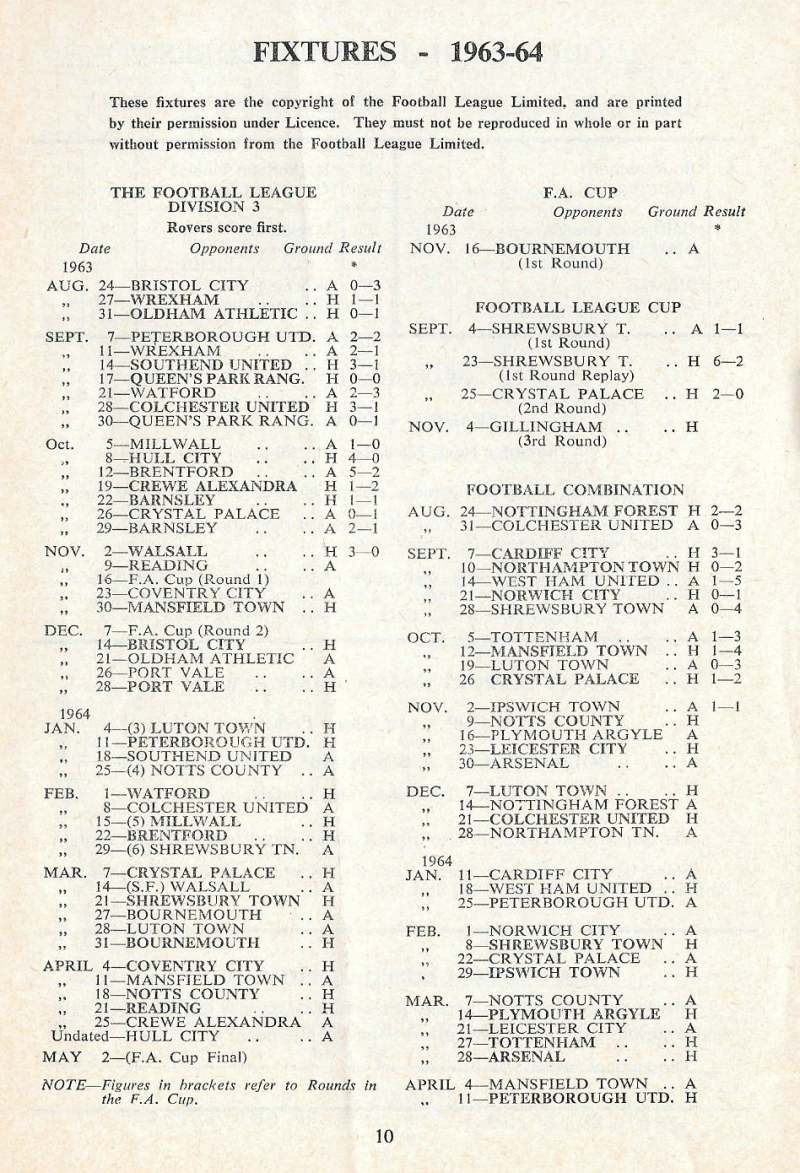 FIXTURES - 1963-64
These fixtures are the copyright of the Football League Limited, and are printed
by their permission under Licence. They must not be reproduced in whole or in part
without permission from the Football League Limited.
THE FOOTBALL LEAGUE
DIVISION 3
Rovers score first.
Date Opponents Ground Result
1963 *
AUG. 24—BRISTOL CITY .. A 0—3
„ 27—WREXHAM .. .. H 1—1
„ 31—OLDHAM ATHLETIC .. H 0—1
SEPT. 7—PETERBOROUGH UTD. A 2—2
„ 11—WREXHAM .. .. A 2—1
„ 14—SOUTHEND UNITED .. H 3—1
„ 17—QUEEN'S PARK RANG. H 0—0
„ 21—WATFORD .. .. A 2—3
„ 28—COLCHESTER UNITED H 3—1
„ 30—QUEEN'S PARK RANG. A 0—1
Oct. 5—MILLWALL .. .. A 1—0
„ 8—HULL CITY .. .. H 4—0
„ 12—BRENTFORD .. .. A 5—2
„ 19—CREWE ALEXANDRA H 1—2
„ 22—BARNSLEY .. .. H 1—1
„ 26—CRYSTAL PALACE .. A 0—1
„ 29—BARNSLEY .. .. A 2—1
NOV. 2—WALSALL .. .. H 3—0
„ 9—READING .. .. A
„ 16—F.A. Cup (Round 1)
„ 23—COVENTRY CITY .. A
„ 30—MANSFIELD TOWN .. H
DEC. 7—F.A. Cup (Round 2)
„ 14—BRISTOL CITY .. H
„ 21—OLDHAM ATHLETIC A
„ 26—PORT VALE .. .. A
„ 28—PORT VALE .. .. H
1964
JAN. 4—(3) LUTON TOWN .. H
„ 11—PETERBOROUGH UTD. H
„ 18—SOUTHEND UNITED A
„ 25—(4) NOTTS COUNTY .. A
FEB. 1—WATFORD .. .. H
„ 8—COLCHESTER UNITED A
„ 15—(5) MILLWALL .. H
„ 22—BRENTFORD .. .. H
„ 29—(6) SHREWSBURY TN. A
MAR. 7—CRYSTAL PALACE .. H
„ 14—(S.F.) WALSALL .. A
„ 21—SHREWSBURY TOWN H
„ 27—BOURNEMOUTH .. A
„ 28—LUTON TOWN .. A
„ 31—BOURNEMOUTH .. H
APRIL 4—COVENTRY CITY .. H
„ 11—MANSFIELD TOWN .. A
„ 18—NOTTS COUNTY .. H
„ 21—READING .. .. H
„ 25—CREWE ALEXANDRA A
Undated—HULL CITY .. .. A
MAY 2—(F.A. Cup Final)
NOTE—Figures in brackets refer to Rounds in
the F.A. Cup.
F.A. CUP
Date Opponents Ground Result
1963 *
NOV. 16—BOURNEMOUTH .. A
(1st Round)
FOOTBALL LEAGUE CUP
SEPT. 4—SHREWSBURY T. .. A 1—1
(1st Round)
„ 23—SHREWSBURY T. .. H 6—2
(1st Round Replay)
„ 25—CRYSTAL PALACE .. H 2—0
(2nd Round)
NOV. 4—GILLINGHAM .. .. H
(3rd Round)
FOOTBALL COMBINATION
AUG. 24—NOTTINGHAM FOREST H 2—2
„ 31—COLCHESTER UNITED A 0—3
SEPT. 7—CARDIFF CITY .. H 3—1
„ 10—NORTHAMPTON TOWN H 0—2
„ 14—WEST HAM UNITED .. A 1—5
„ 21—NORWICH CITY .. H 0—1
„ 28—SHREWSBURY TOWN A 0—4
OCT. 5—TOTTENHAM .. .. A 1—3
„ 12—MANSFIELD TOWN .. H 1—4
„ 19—LUTON TOWN .. A 0—3
„ 26 CRYSTAL PALACE .. H 1—2
NOV. 2—IPSWICH TOWN .. A 1—1
„ 9—NOTTS COUNTY .. H
„ 16—PLYMOUTH ARGYLE A
„ 23—LEICESTER CITY .. H
„ 30—ARSENAL .. .. A
DEC. 7—LUTON TOWN .. .. H
„ 14—NOTTINGHAM FOREST A
„ 21—COLCHESTER UNITED H
„ 28—NORTHAMPTON TN. A
1964
JAN. 11—CARDIFF CITY .. A
„ 18—WEST HAM UNITED .. H
„ 25—PETERBOROUGH UTD. A
FEB. 1—NORWICH CITY .. A
„ 8—SHREWSBURY TOWN H
„ 22—CRYSTAL PALACE .. A
„ 29—IPSWICH TOWN .. H
MAR. 7—NOTTS COUNTY .. A
„ 14—PLYMOUTH ARGYLE H
„ 21—LEICESTER CITY .. A
„ 27—TOTTENHAM .. .. H
„ 28—ARSENAL .. .. H
APRIL 4—MANSFIELD TOWN .. A
„ 11—PETERBOROUGH UTD. H
10